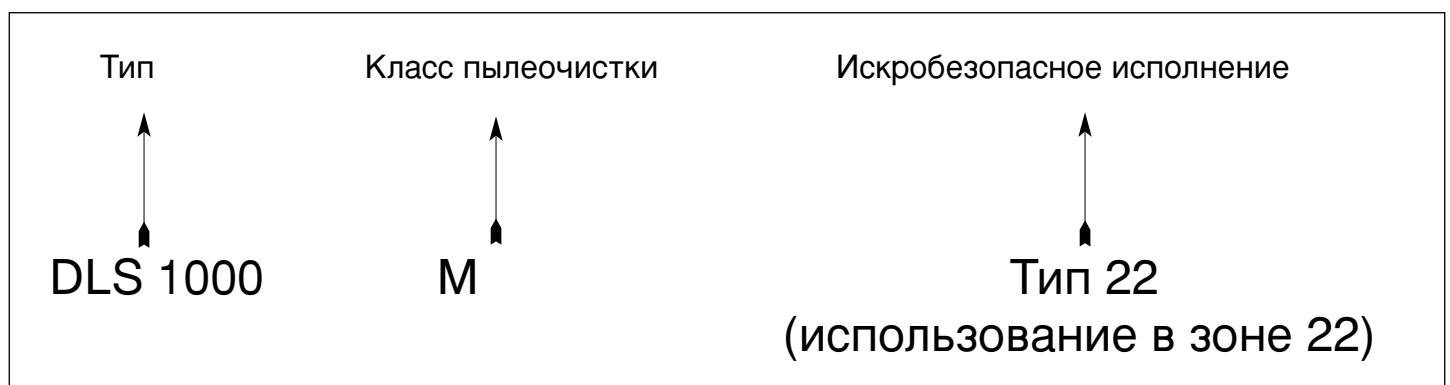 Тип Класс пылеочистки Искробезопасное исполнение
DLS 1000 M Тип 22
(использование в зоне 22)